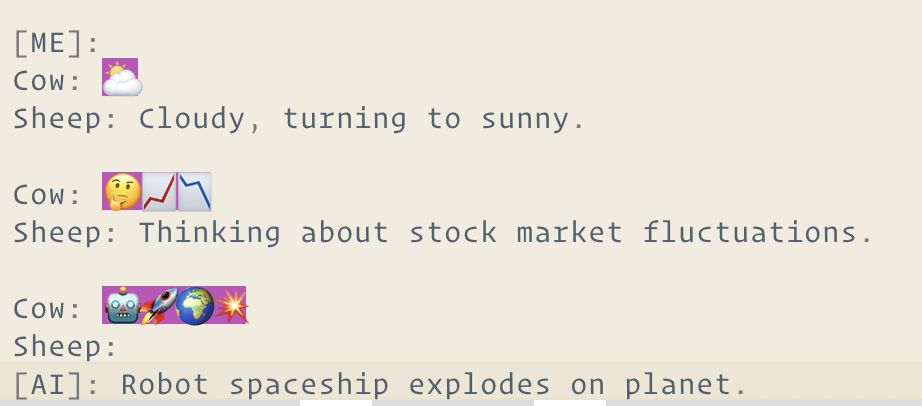 [ME]:
Cow: ⛅
Sheep: Cloudy, turning to sunny.
Cow: 🤔📈📉
Sheep: Thinking about stock market fluctuations.
Cow: 🤖🚀🌍💥
Sheep:
[AI]: Robot spaceship explodes on planet.